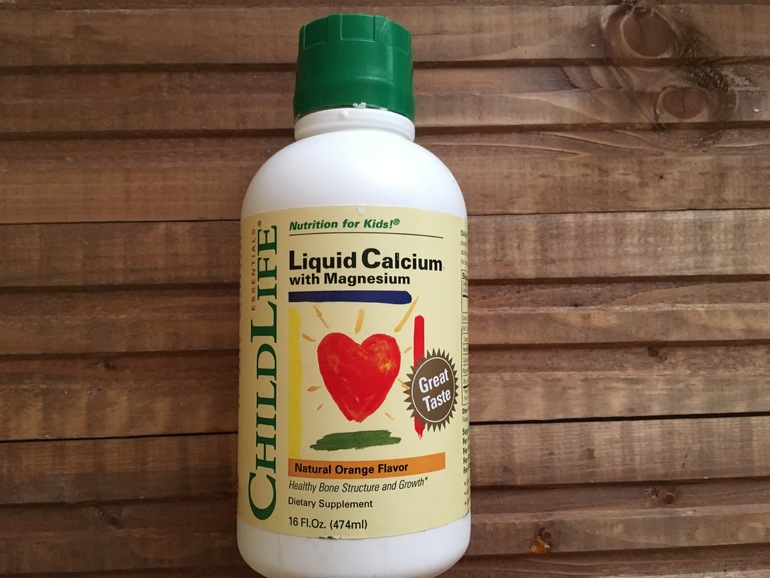 CHILDLIFE®
ESSENTIALS
Nutrition for Kids!®
Liquid Calcium
with Magnesium
Great
Taste
Natural Orange Flavor
Healthy Bone Structure and Growth*
Dietary Supplement
16 Fl.Oz. (474ml)